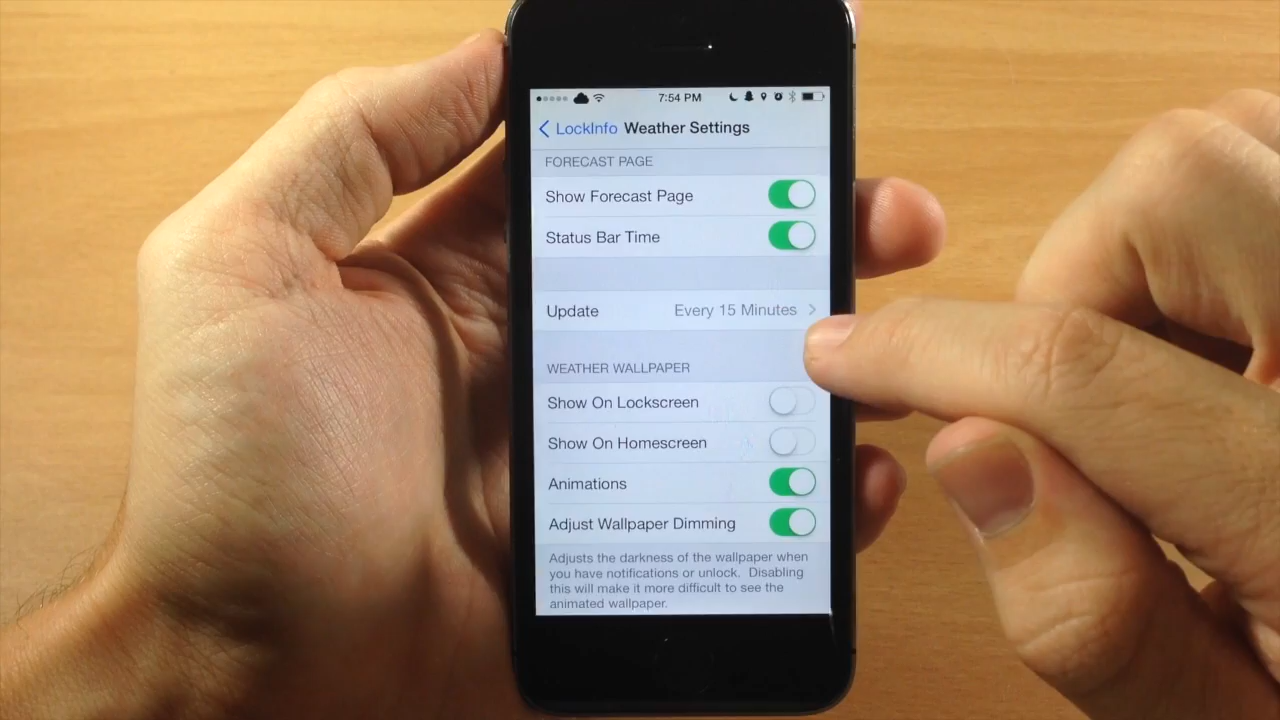 7:54 PM
LockInfo Weather Settings
FORECAST PAGE
Show Forecast Page
Status Bar Time
Update Every 15 Minutes
WEATHER WALLPAPER
Show On Lockscreen
Show On Homescreen
Animations
Adjust Wallpaper Dimming
Adjusts the darkness of the wallpaper when
you have notifications or unlock. Disabling
this will make it more difficult to see the
animated wallpaper.